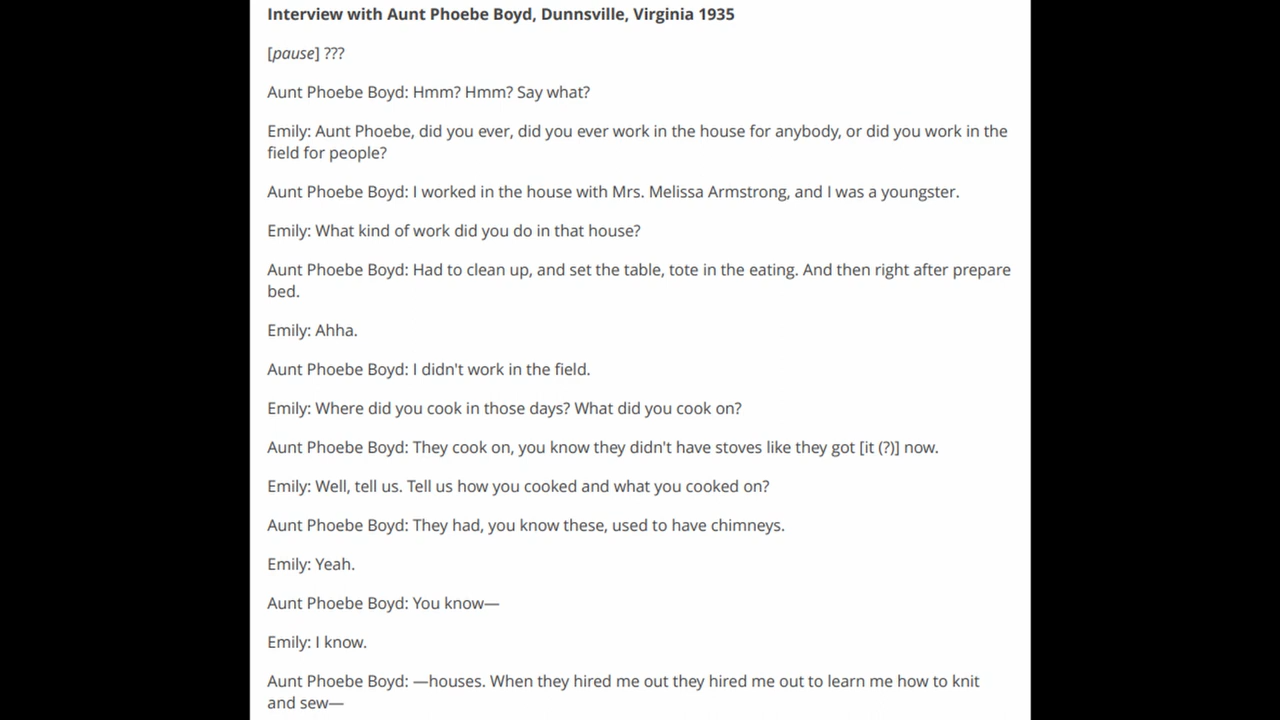 Interview with Aunt Phoebe Boyd, Dunnsville, Virginia 1935
[pause] ???
Aunt Phoebe Boyd: Hmm? Hmm? Say what?
Emily: Aunt Phoebe, did you ever, did you ever work in the house for anybody, or did you work in the
field for people?
Aunt Phoebe Boyd: I worked in the house with Mrs. Melissa Armstrong, and I was a youngster.
Emily: What kind of work did you do in that house?
Aunt Phoebe Boyd: Had to clean up, and set the table, tote in the eating. And then right after prepare
bed.
Emily: Ahha.
Aunt Phoebe Boyd: I didn't work in the field.
Emily: Where did you cook in those days? What did you cook on?
Aunt Phoebe Boyd: They cook on, you know they didn't have stoves like they got [it (?)] now.
Emily: Well, tell us. Tell us how you cooked and what you cooked on?
Aunt Phoebe Boyd: They had, you know these, used to have chimneys.
Emily: Yeah.
Aunt Phoebe Boyd: You know—
Emily: I know.
Aunt Phoebe Boyd: —houses. When they hired me out they hired me out to learn me how to knit
and sew—